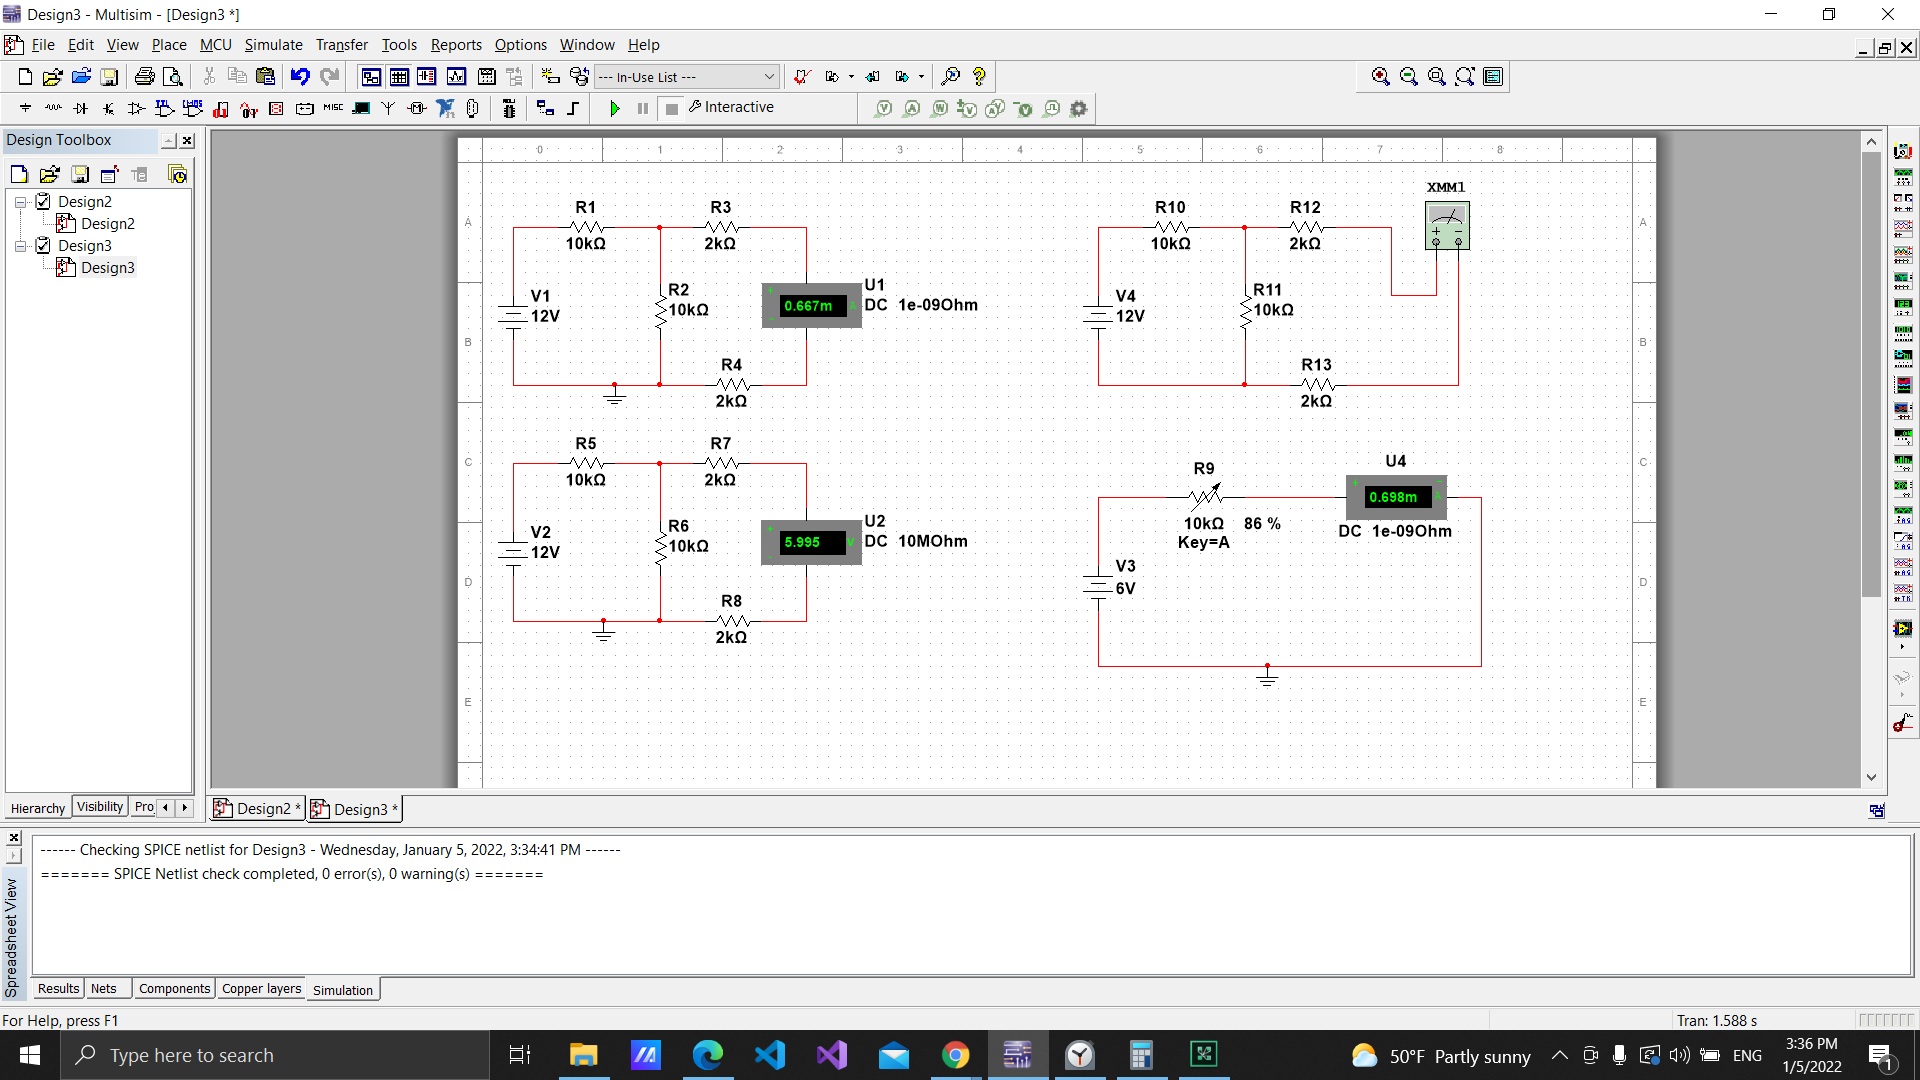 Design3 - Multisim - [Design3 *]
File Edit View Place MCU Simulate Transfer Tools Reports Options Window Help
--- In-Use List ---
MISC Interactive
Design Toolbox
Design2
Design2
Design3
Design3
Hierarchy Visibility Pro
0 1 2 3 4 5 6 7 8
A
B
C
D
E
A
B
C
D
E
R1
10kΩ
R3
2kΩ
V1
12V
R2
10kΩ
0.667m A
U1
DC 1e-09Ohm
R4
2kΩ
R10
10kΩ
R12
2kΩ
XMM1
V4
12V
R11
10kΩ
R13
2kΩ
R5
10kΩ
R7
2kΩ
V2
12V
R6
10kΩ
5.995 V
U2
DC 10MOhm
R8
2kΩ
R9
10kΩ 86 %
Key=A
U4
0.698m A
DC 1e-09Ohm
V3
6V
Design2 * Design3 *
Spreadsheet View
------ Checking SPICE netlist for Design3 - Wednesday, January 5, 2022, 3:34:41 PM ------
======= SPICE Netlist check completed, 0 error(s), 0 warning(s) =======
Results Nets Components Copper layers Simulation
For Help, press F1
Tran: 1.588 s
Type here to search
50°F Partly sunny
ENG
3:36 PM
1/5/2022
1